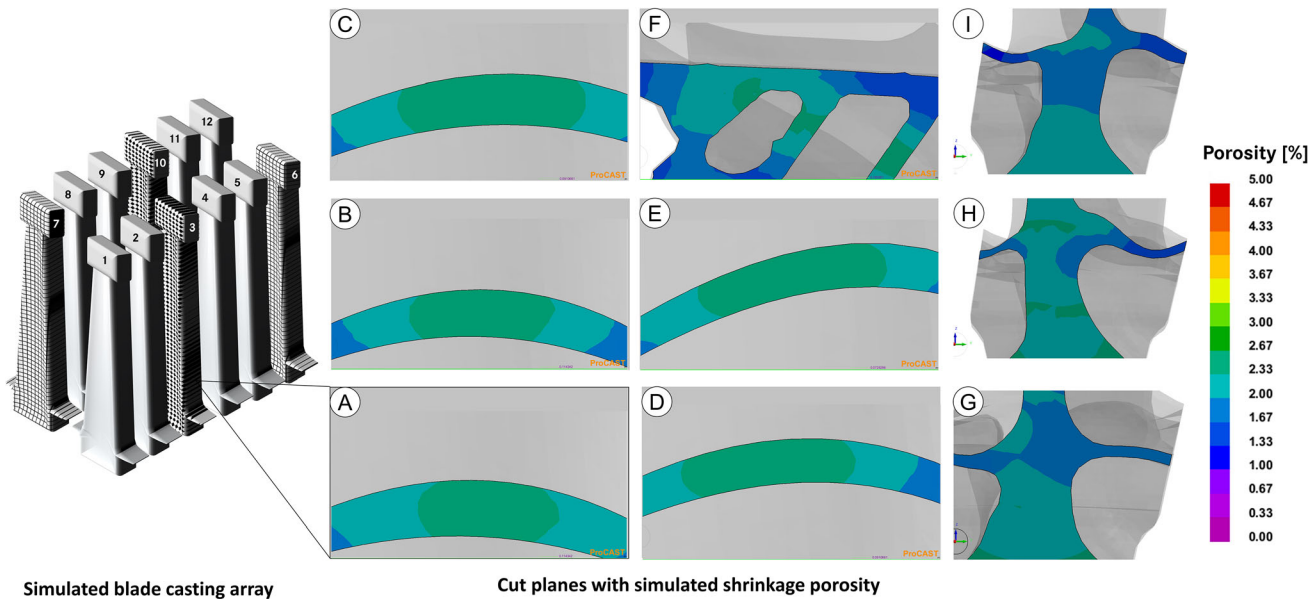 C
F
I
12
11
10
6
9
5
8
4
7
3
2
1
ProCAST
ProCAST
B
E
H
ProCAST
ProCAST
A
D
G
ProCAST
ProCAST
Porosity [%]
5.00
4.67
4.33
4.00
3.67
3.33
3.00
2.67
2.33
2.00
1.67
1.33
1.00
0.67
0.33
0.00
Simulated blade casting array
Cut planes with simulated shrinkage porosity